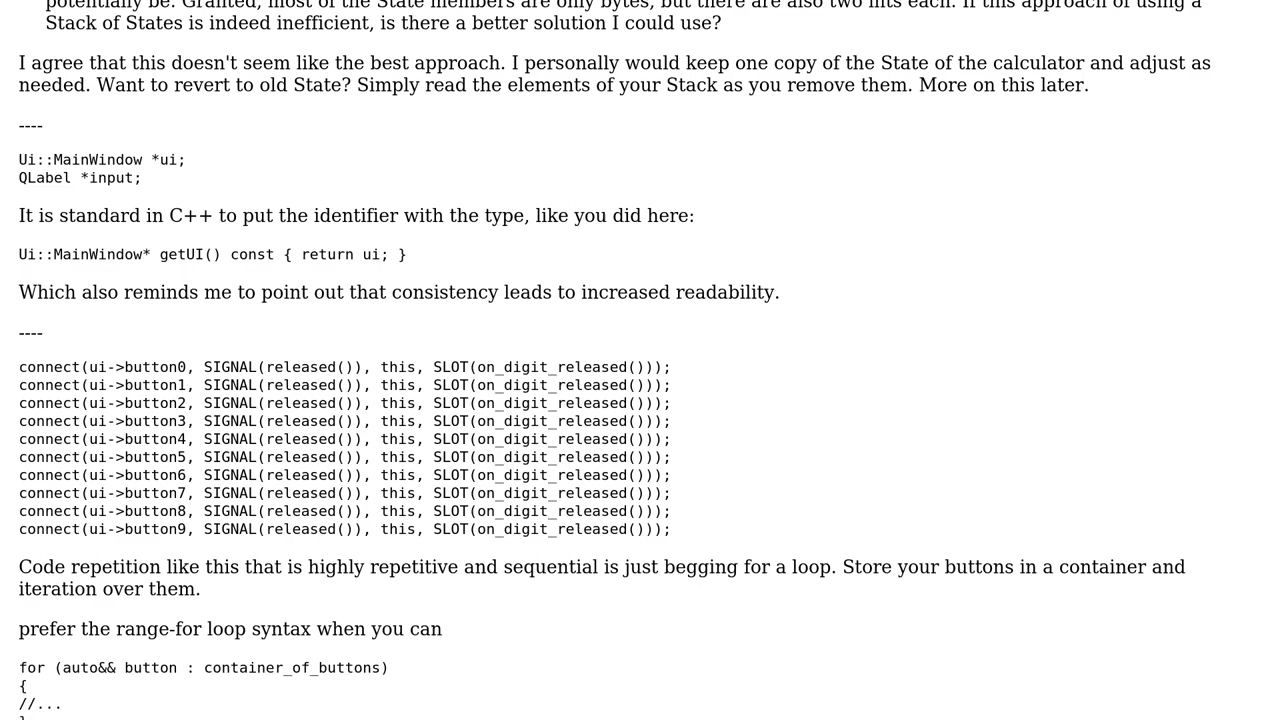 potentially be. Granted, most of the State members are only bytes, but there are also two ints each. If this approach of using a
Stack of States is indeed inefficient, is there a better solution I could use?
I agree that this doesn't seem like the best approach. I personally would keep one copy of the State of the calculator and adjust as
needed. Want to revert to old State? Simply read the elements of your Stack as you remove them. More on this later.
----
Ui::MainWindow *ui;
QLabel *input;
It is standard in C++ to put the identifier with the type, like you did here:
Ui::MainWindow* getUI() const { return ui; }
Which also reminds me to point out that consistency leads to increased readability.
----
connect(ui->button0, SIGNAL(released()), this, SLOT(on_digit_released()));
connect(ui->button1, SIGNAL(released()), this, SLOT(on_digit_released()));
connect(ui->button2, SIGNAL(released()), this, SLOT(on_digit_released()));
connect(ui->button3, SIGNAL(released()), this, SLOT(on_digit_released()));
connect(ui->button4, SIGNAL(released()), this, SLOT(on_digit_released()));
connect(ui->button5, SIGNAL(released()), this, SLOT(on_digit_released()));
connect(ui->button6, SIGNAL(released()), this, SLOT(on_digit_released()));
connect(ui->button7, SIGNAL(released()), this, SLOT(on_digit_released()));
connect(ui->button8, SIGNAL(released()), this, SLOT(on_digit_released()));
connect(ui->button9, SIGNAL(released()), this, SLOT(on_digit_released()));
Code repetition like this that is highly repetitive and sequential is just begging for a loop. Store your buttons in a container and
iteration over them.
prefer the range-for loop syntax when you can
for (auto&& button : container_of_buttons)
{
//...
}